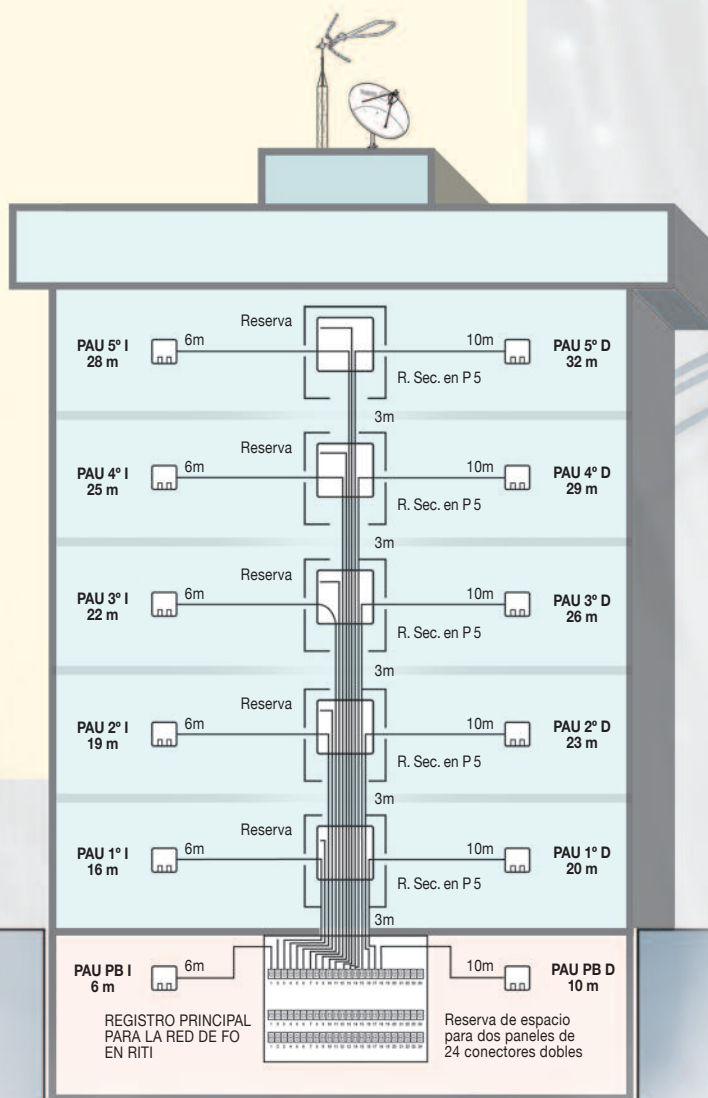 Reserva
PAU 5º I
28 m
6m
10m
PAU 5º D
32 m
R. Sec. en P 5
3m
Reserva
PAU 4º I
25 m
6m
10m
PAU 4º D
29 m
R. Sec. en P 5
3m
Reserva
PAU 3º I
22 m
6m
10m
PAU 3º D
26 m
R. Sec. en P 5
3m
Reserva
PAU 2º I
19 m
6m
10m
PAU 2º D
23 m
R. Sec. en P 5
3m
Reserva
PAU 1º I
16 m
6m
10m
PAU 1º D
20 m
R. Sec. en P 5
3m
PAU PB I
6 m
6m
10m
PAU PB D
10 m
REGISTRO PRINCIPAL
PARA LA RED DE FO
EN RITI
Reserva de espacio
para dos paneles de
24 conectores dobles